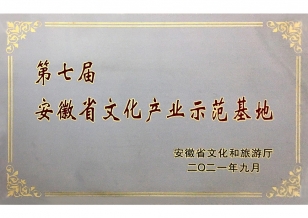 第七届
安徽省文化产业示范基地
安徽省文化和旅游厅
二〇二一年九月